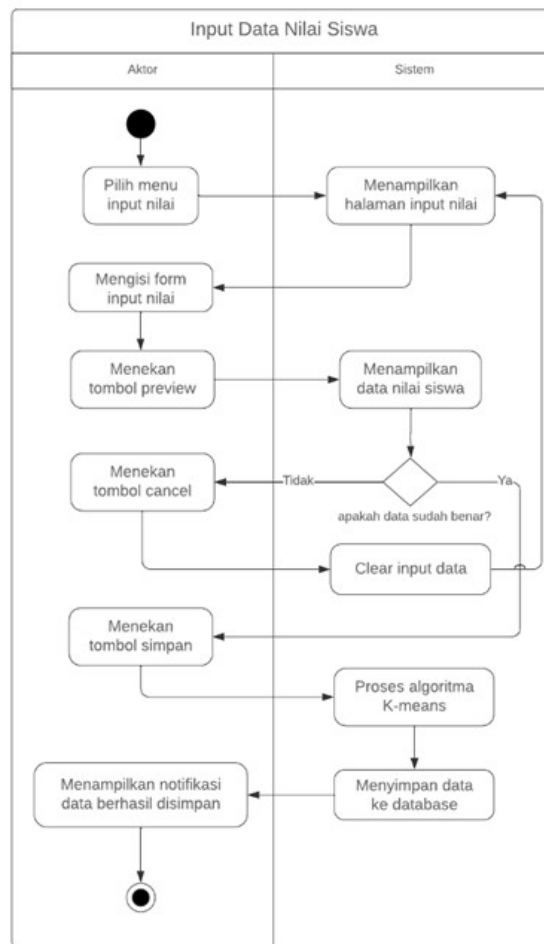 Input Data Nilai Siswa
Aktor
Sistem
Pilih menu
input nilai
Menampilkan
halaman input nilai
Mengisi form
input nilai
Menekan
tombol preview
Menampilkan
data nilai siswa
Menekan
tombol cancel
Tidak
Ya
apakah data sudah benar?
Clear input data
Menekan
tombol simpan
Proses algoritma
K-means
Menampilkan notifikasi
data berhasil disimpan
Menyimpan data
ke database